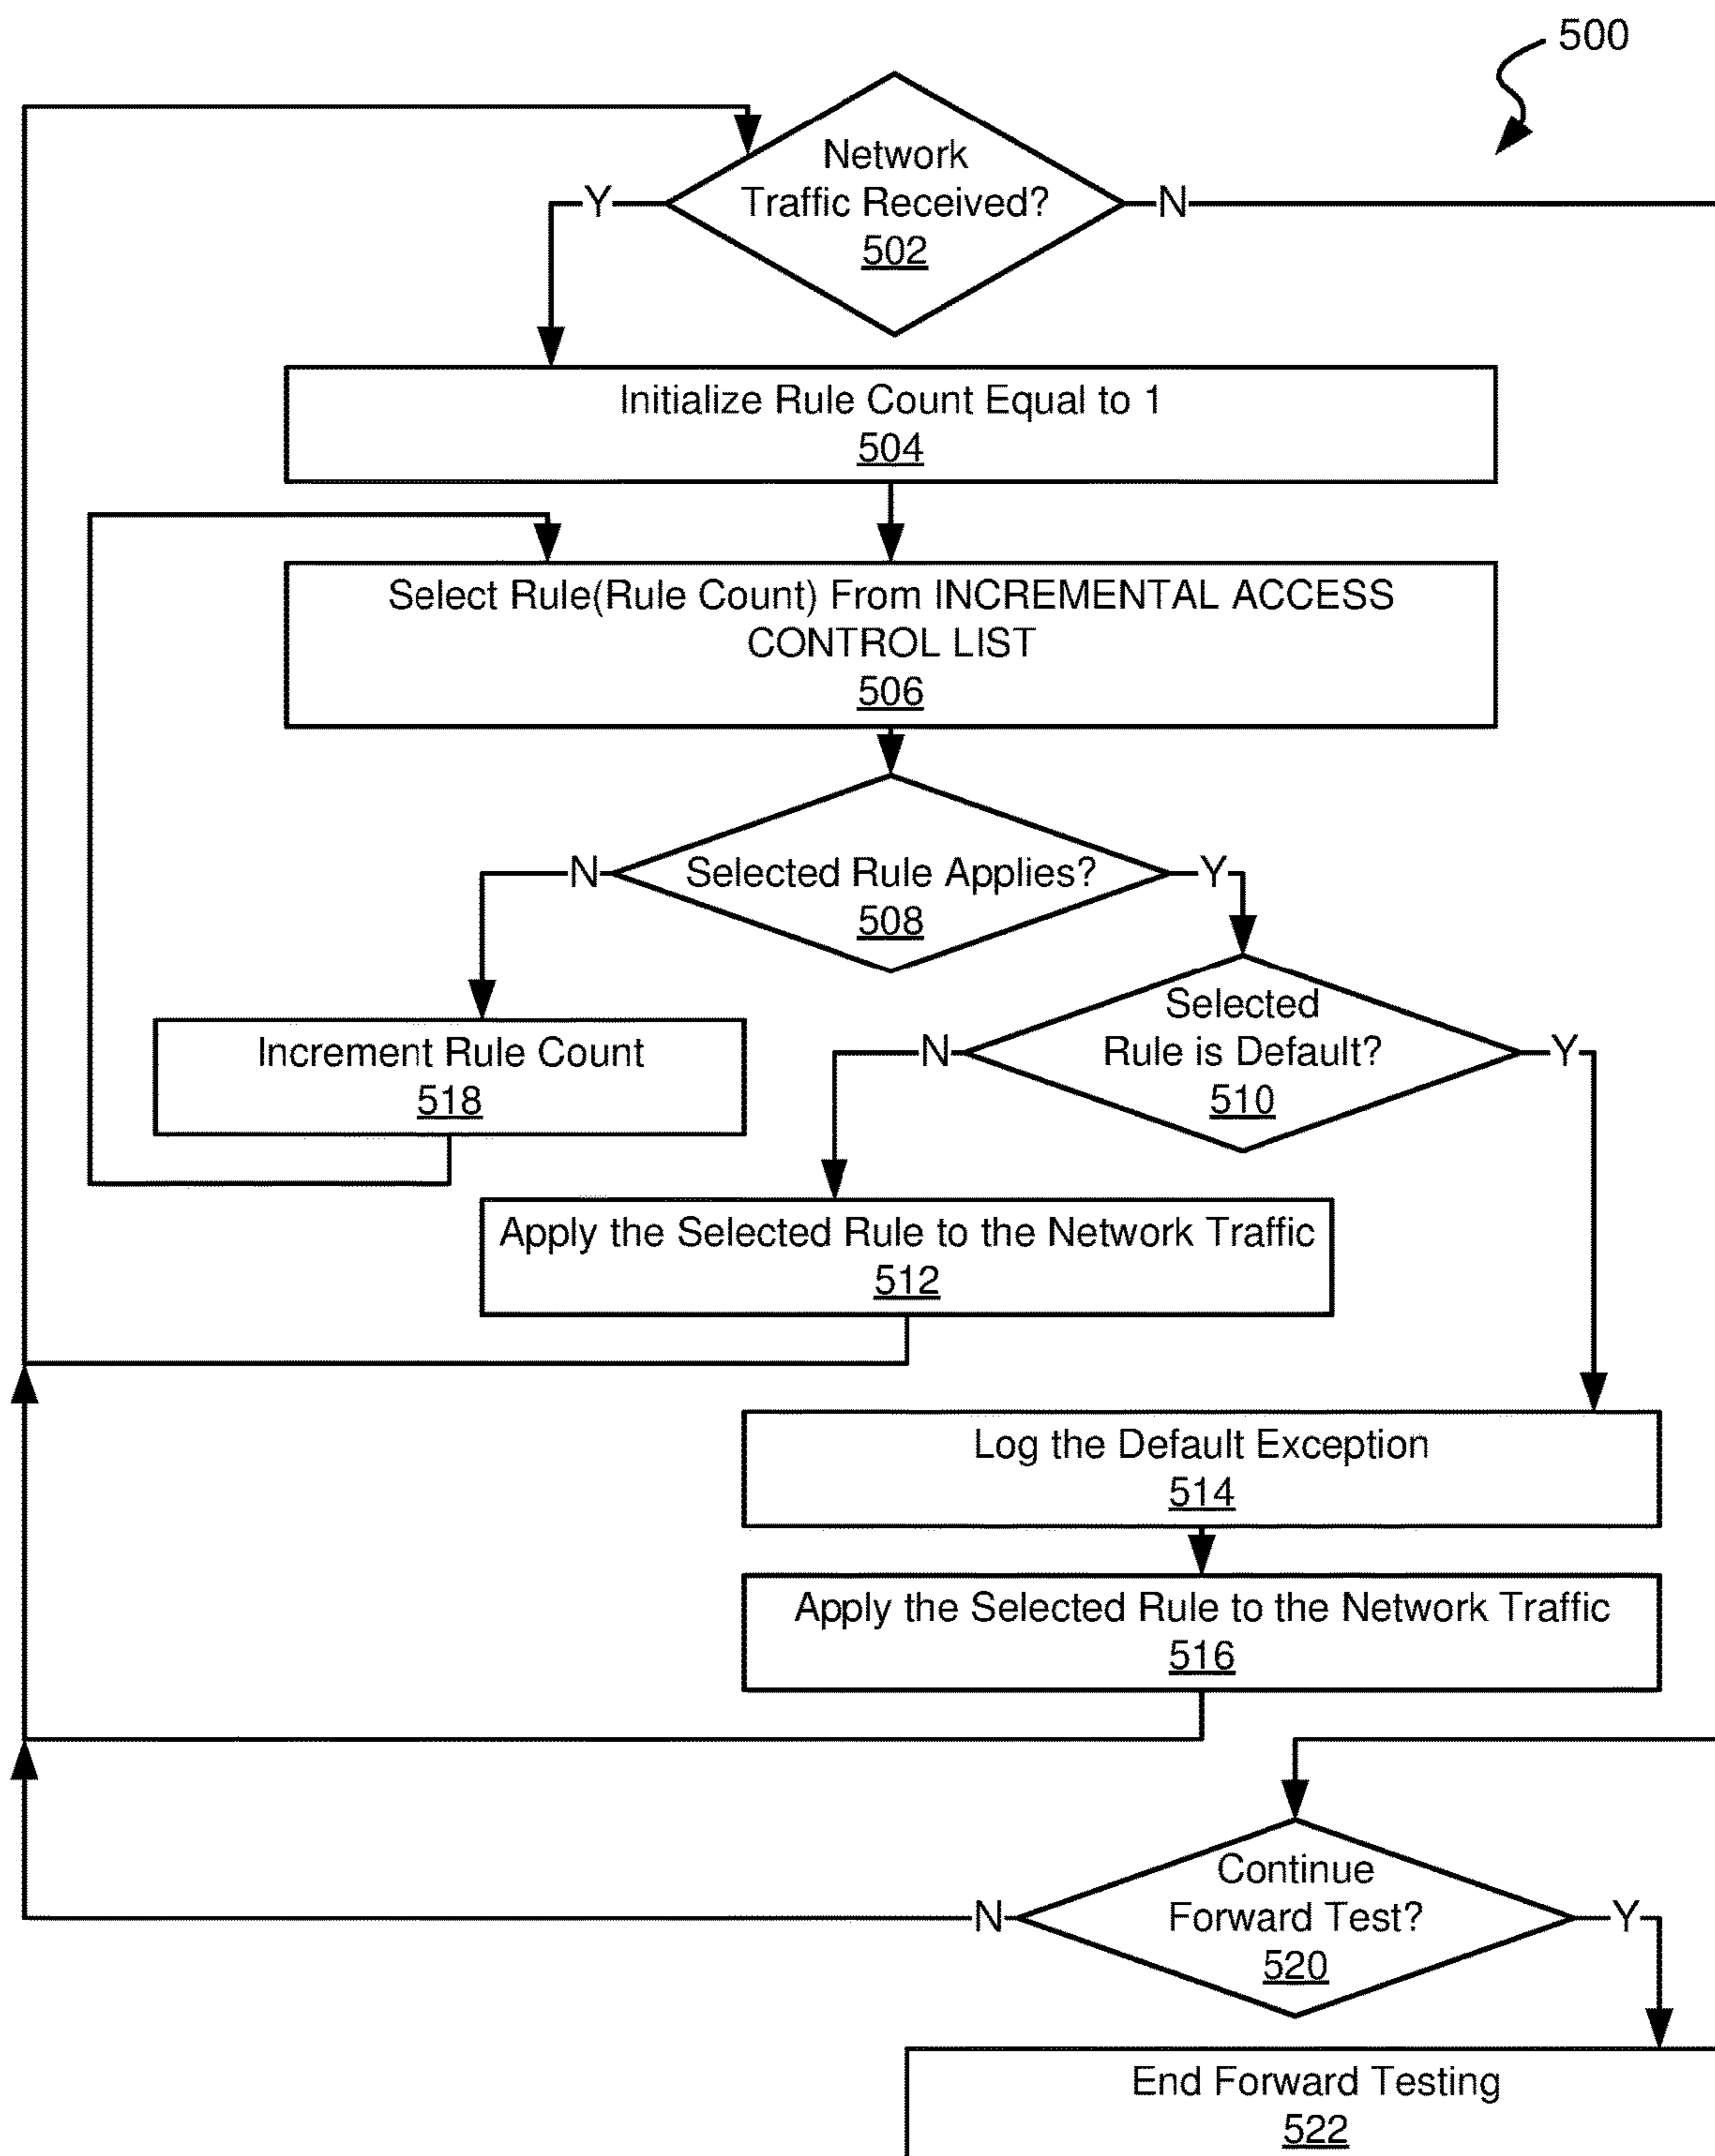 500
Network
Traffic Received?
502
Y
N
Initialize Rule Count Equal to 1
504
Select Rule(Rule Count) From INCREMENTAL ACCESS
CONTROL LIST
506
Selected Rule Applies?
508
N
Y
Selected
Rule is Default?
510
N
Y
Increment Rule Count
518
Apply the Selected Rule to the Network Traffic
512
Log the Default Exception
514
Apply the Selected Rule to the Network Traffic
516
Continue
Forward Test?
520
N
Y
End Forward Testing
522